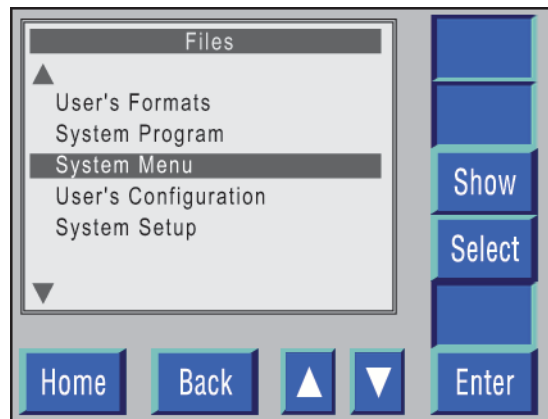 Files
User's Formats
System Program
System Menu
User's Configuration
System Setup
Show
Select
Home
Back
Enter